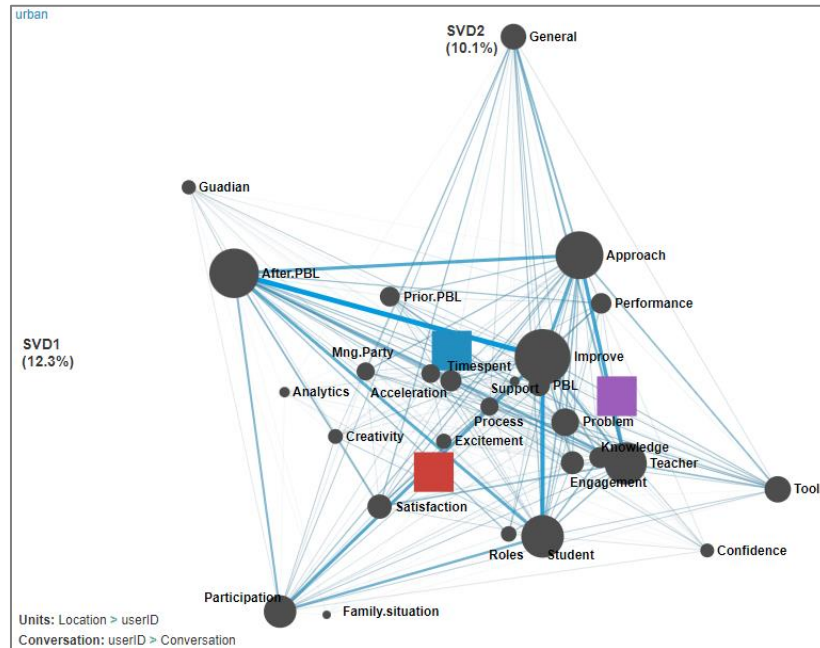 urban
SVD2
(10.1%)
General
Guadian
After.PBL
Approach
Prior.PBL
Performance
SVD1
(12.3%)
Mng.Party
Timespent
Improve
Analytics
Acceleration
Support
PBL
Process
Problem
Creativity
Excitement
Knowledge
Teacher
Engagement
Tool
Satisfaction
Roles
Student
Confidence
Participation
Family.situation
Units: Location > userID
Conversation: userID > Conversation